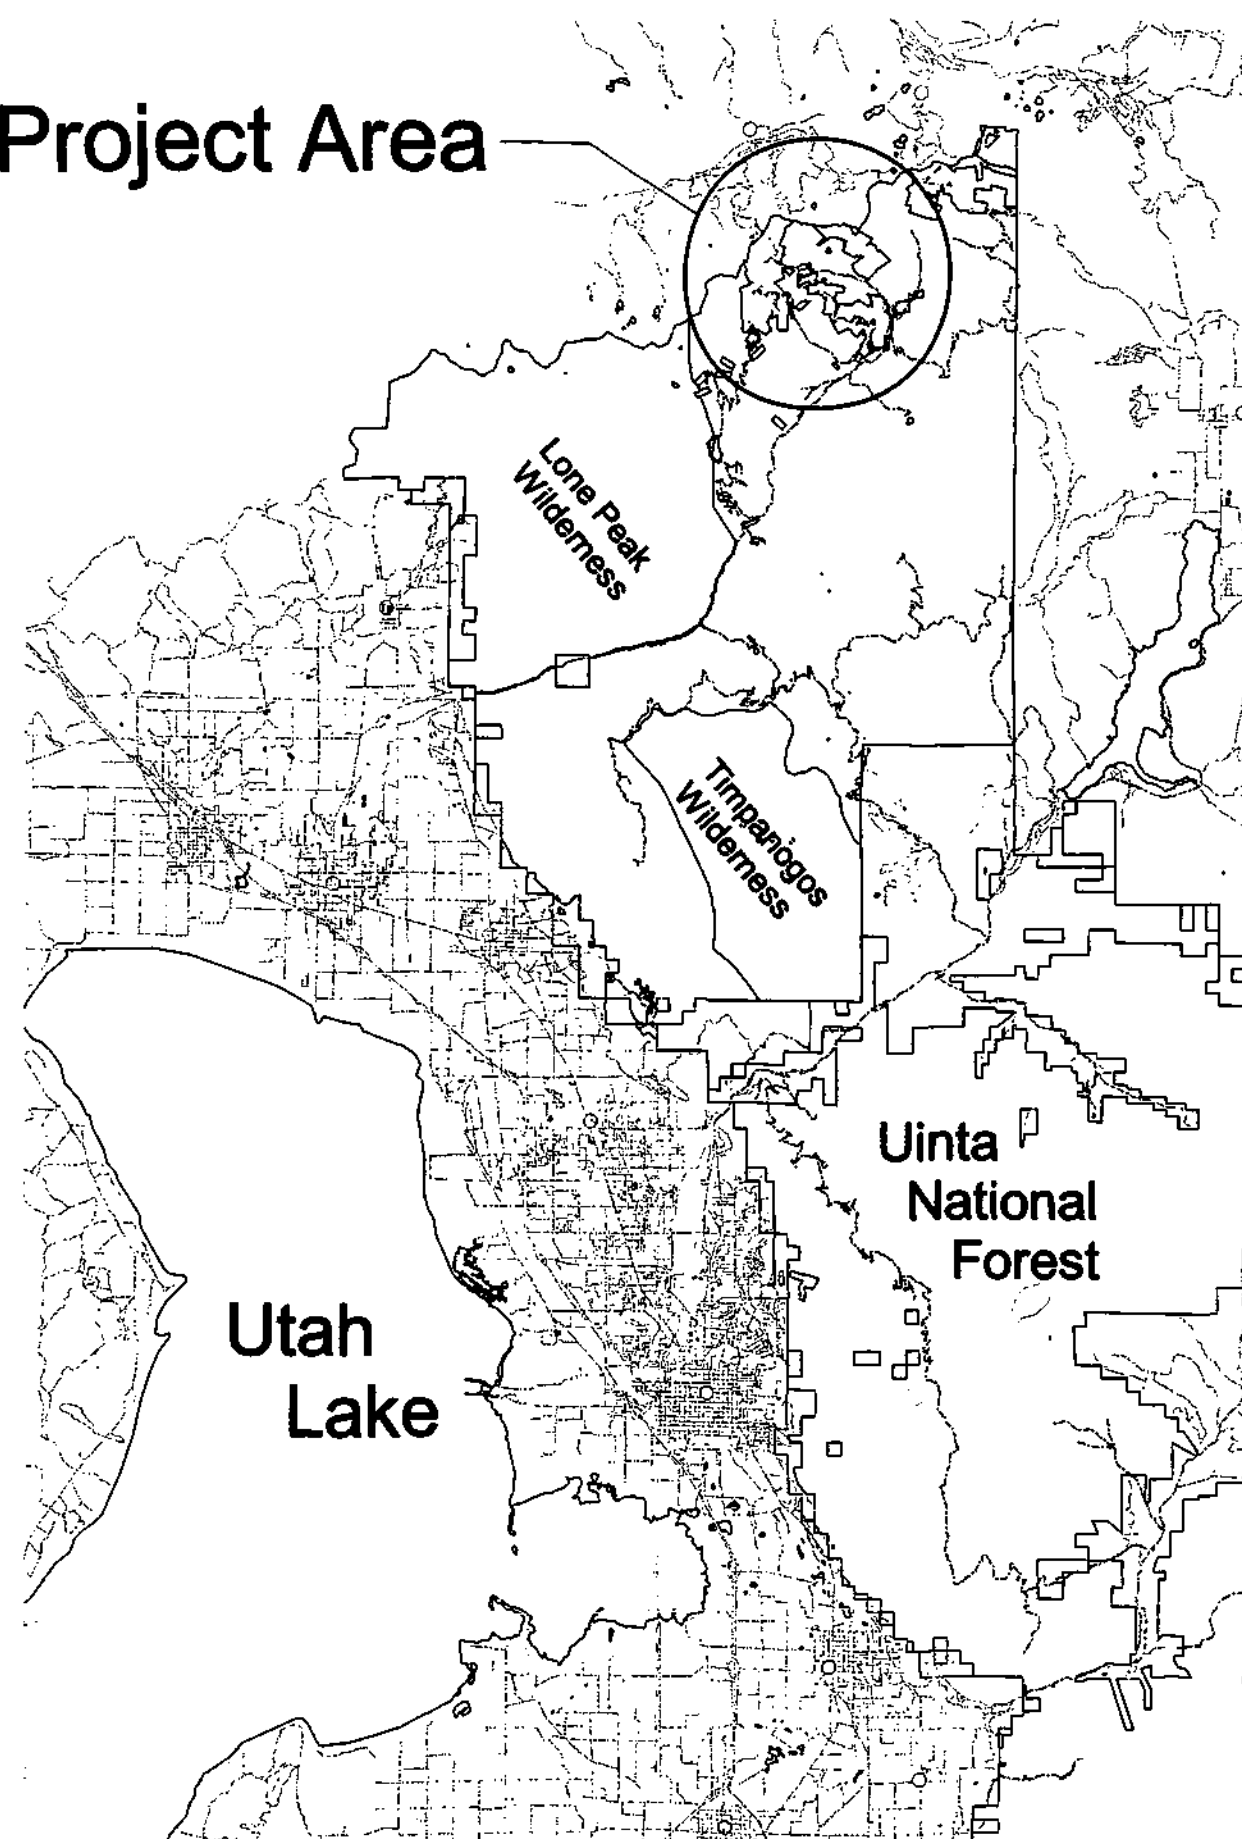 Project Area
Lone Peak
Wilderness
Timpanogos
Wilderness
Uinta
National
Forest
Utah
Lake